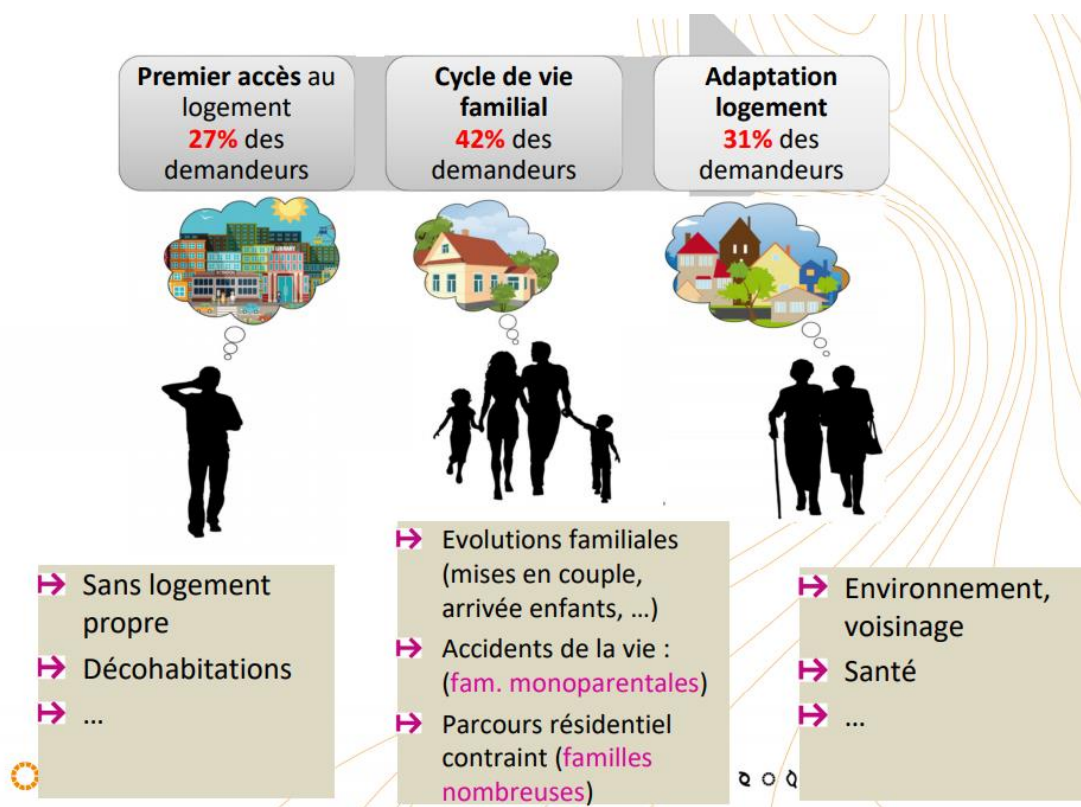 Premier accès au
logement
27% des
demandeurs
Cycle de vie
familial
42% des
demandeurs
Adaptation
logement
31% des
demandeurs
Sans logement
propre
Décohabitations
...
Evolutions familiales
(mises en couple,
arrivée enfants, ...)
Accidents de la vie :
(fam. monoparentales)
Parcours résidentiel
contraint (familles
nombreuses)
Environnement,
voisinage
Santé
...